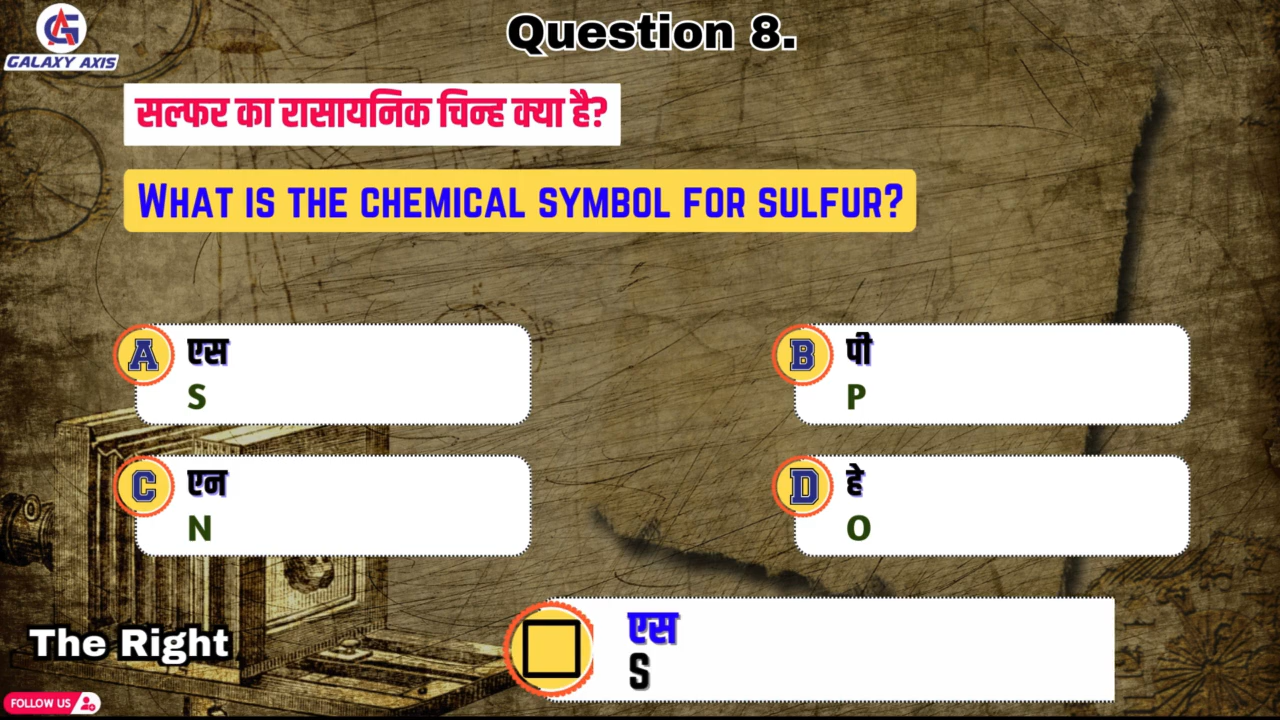 GALAXY AXIS
Question 8.
सल्फर का रासायनिक चिन्ह क्या है?
What is the chemical symbol for sulfur?
A
एस
S
B
पी
P
C
एन
N
D
हे
O
The Right
एस
S
FOLLOW US